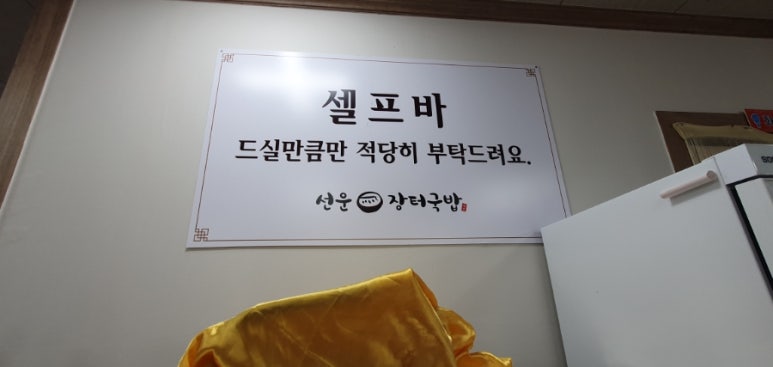 셀프바
드실만큼만 적당히 부탁드려요.
선운 장터국밥